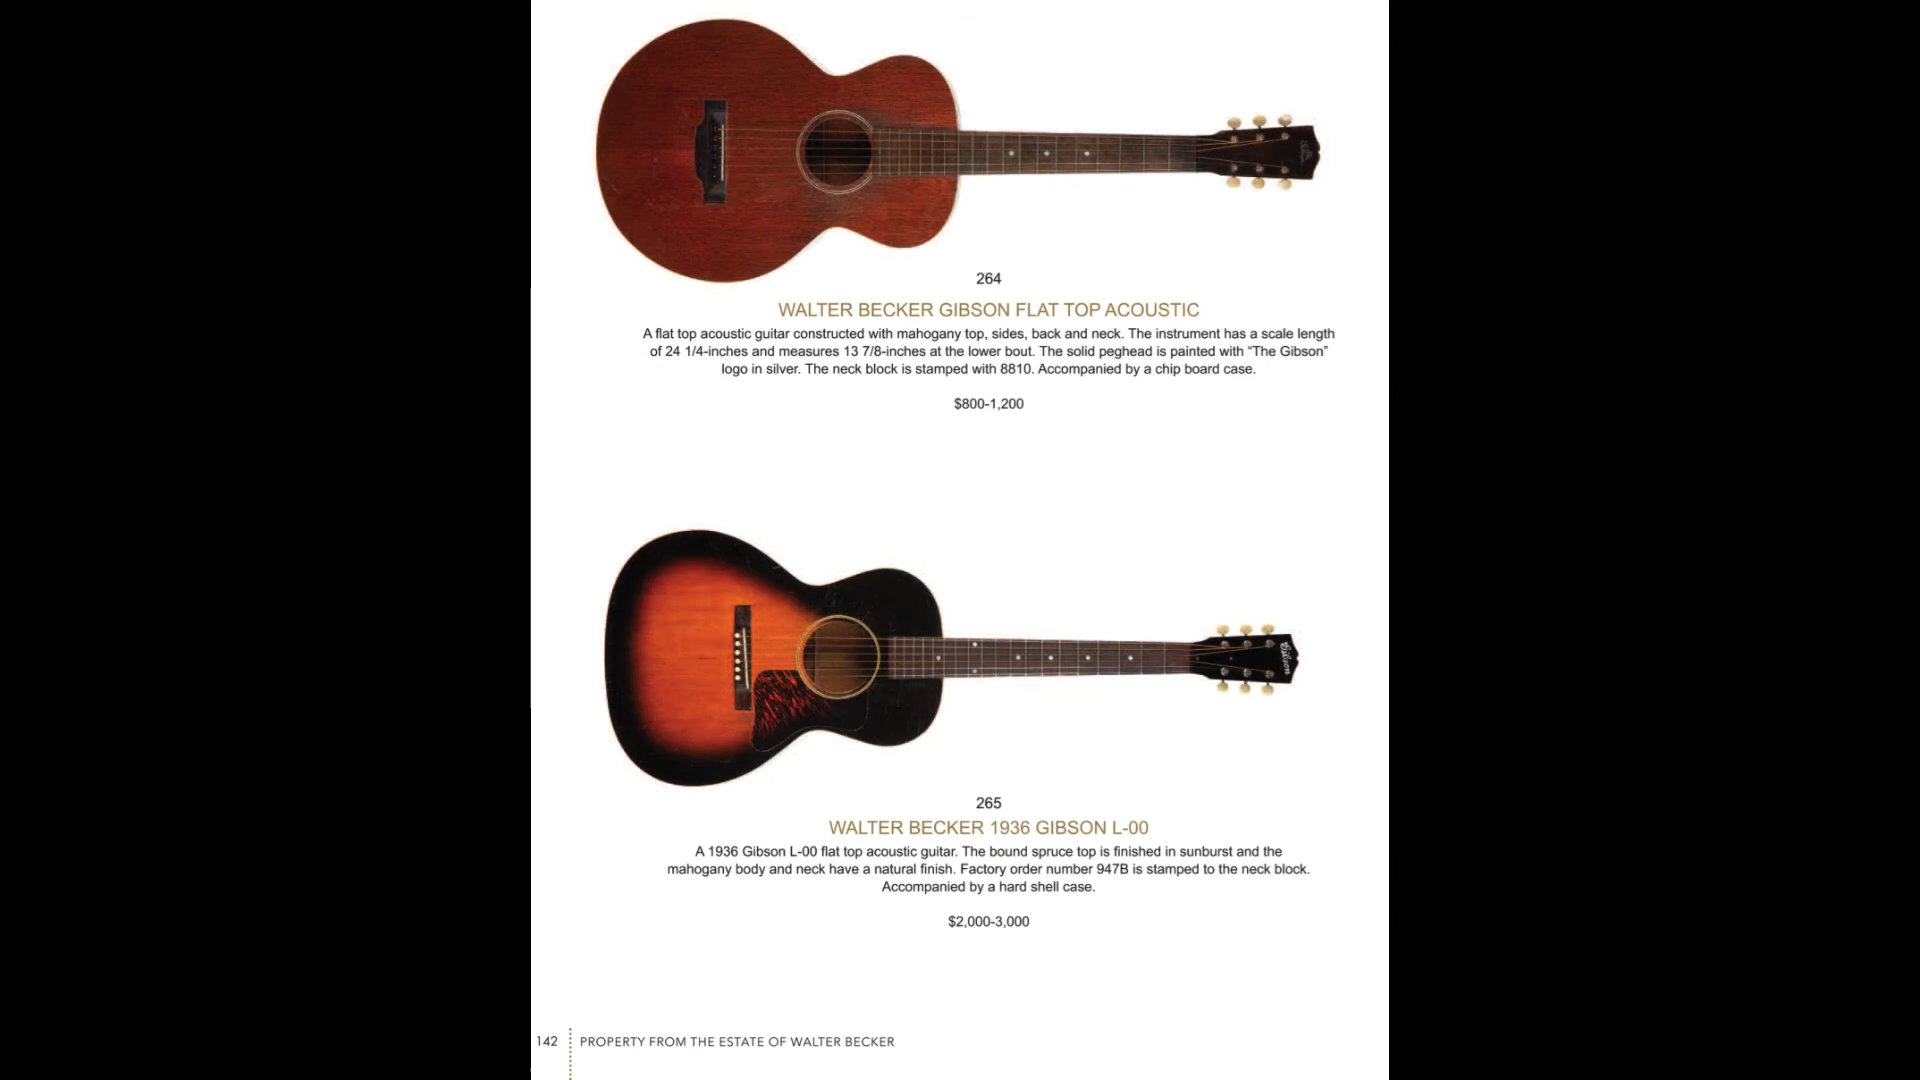 264
WALTER BECKER GIBSON FLAT TOP ACOUSTIC
A flat top acoustic guitar constructed with mahogany top, sides, back and neck. The instrument has a scale length
of 24 1/4-inches and measures 13 7/8-inches at the lower bout. The solid peghead is painted with “The Gibson”
logo in silver. The neck block is stamped with 8810. Accompanied by a chip board case.
$800-1,200
Gibson
265
WALTER BECKER 1936 GIBSON L-00
A 1936 Gibson L-00 flat top acoustic guitar. The bound spruce top is finished in sunburst and the
mahogany body and neck have a natural finish. Factory order number 947B is stamped to the neck block.
Accompanied by a hard shell case.
$2,000-3,000
142 PROPERTY FROM THE ESTATE OF WALTER BECKER